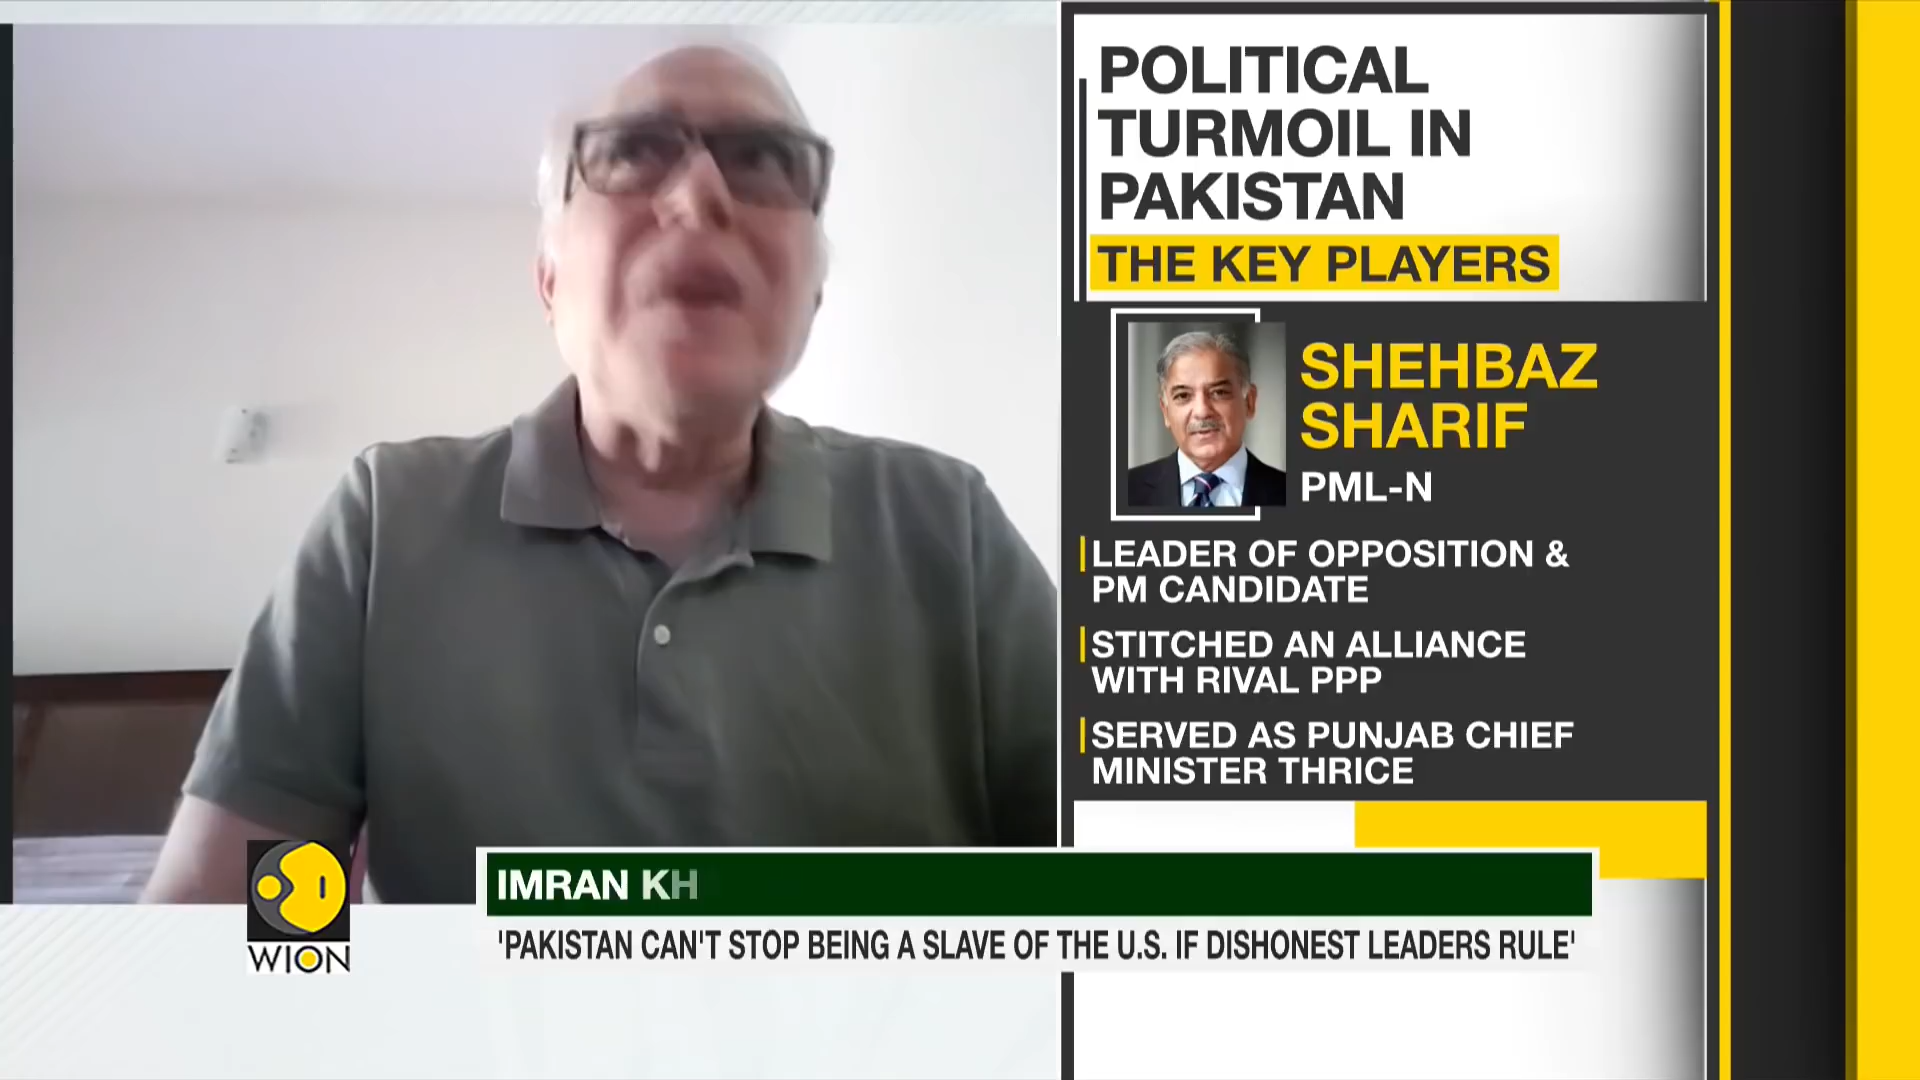 POLITICAL
TURMOIL IN
PAKISTAN
THE KEY PLAYERS
SHEHBAZ
SHARIF
PML-N
LEADER OF OPPOSITION &
PM CANDIDATE
STITCHED AN ALLIANCE
WITH RIVAL PPP
SERVED AS PUNJAB CHIEF
MINISTER THRICE
WION
IMRAN KH
'PAKISTAN CAN'T STOP BEING A SLAVE OF THE U.S. IF DISHONEST LEADERS RULE'